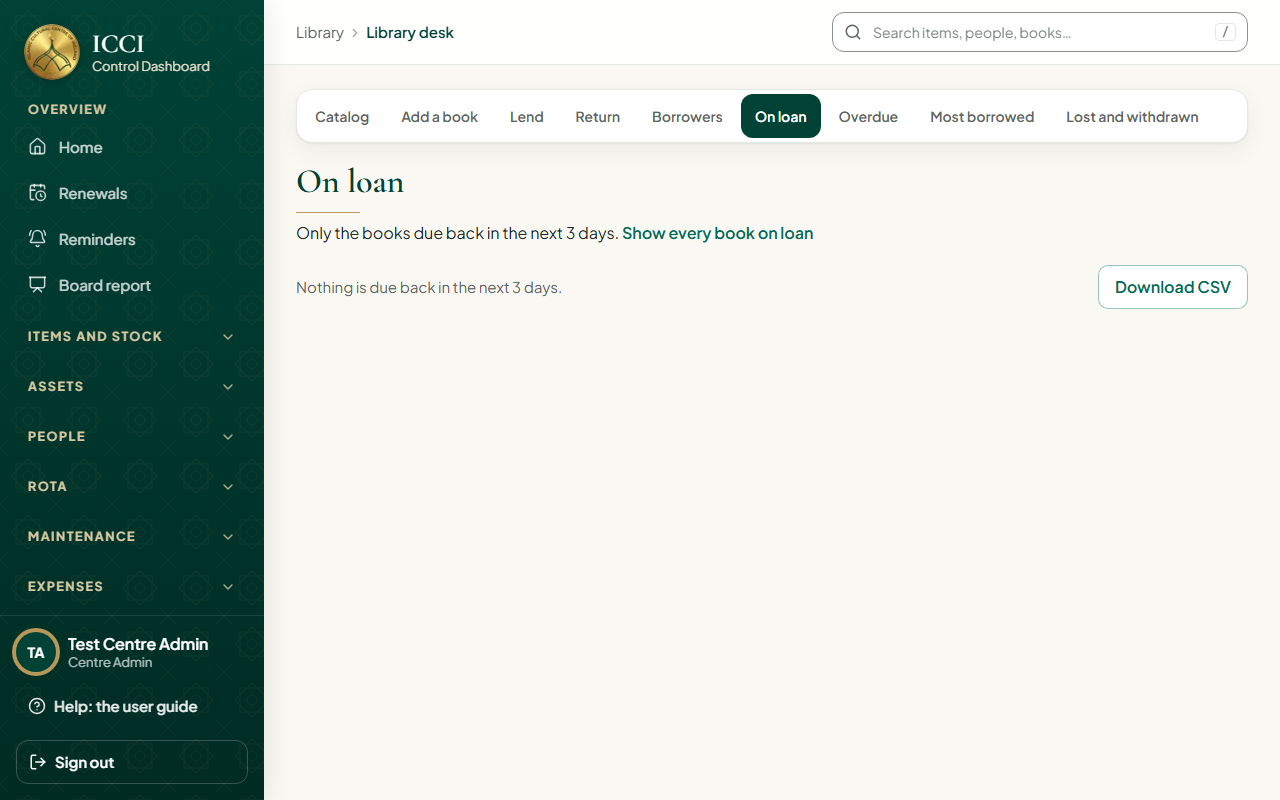 ICCI
Control Dashboard
OVERVIEW
Home
Renewals
Reminders
Board report
ITEMS AND STOCK
ASSETS
PEOPLE
ROTA
MAINTENANCE
EXPENSES
TA
Test Centre Admin
Centre Admin
Help: the user guide
Sign out
Library > Library desk
Search items, people, books…
/
Catalog
Add a book
Lend
Return
Borrowers
On loan
Overdue
Most borrowed
Lost and withdrawn
On loan
Only the books due back in the next 3 days. Show every book on loan
Nothing is due back in the next 3 days.
Download CSV